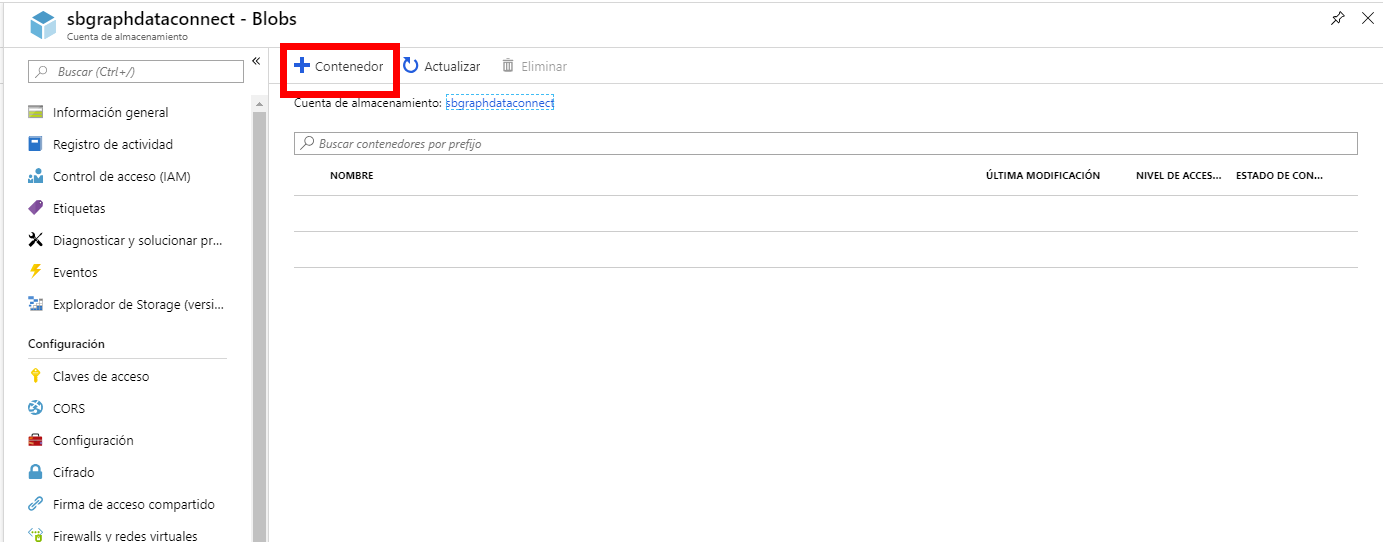 sbgraphdataconnect - Blobs
Cuenta de almacenamiento
Buscar (Ctrl+/)
«
Información general
Registro de actividad
Control de acceso (IAM)
Etiquetas
Diagnosticar y solucionar pr...
Eventos
Explorador de Storage (versi...
Configuración
Claves de acceso
CORS
Configuración
Cifrado
Firma de acceso compartido
Firewalls y redes virtuales
Contenedor Actualizar Eliminar
Cuenta de almacenamiento: sbgraphdataconnect
Buscar contenedores por prefijo
NOMBRE ÚLTIMA MODIFICACIÓN NIVEL DE ACCES... ESTADO DE CON...